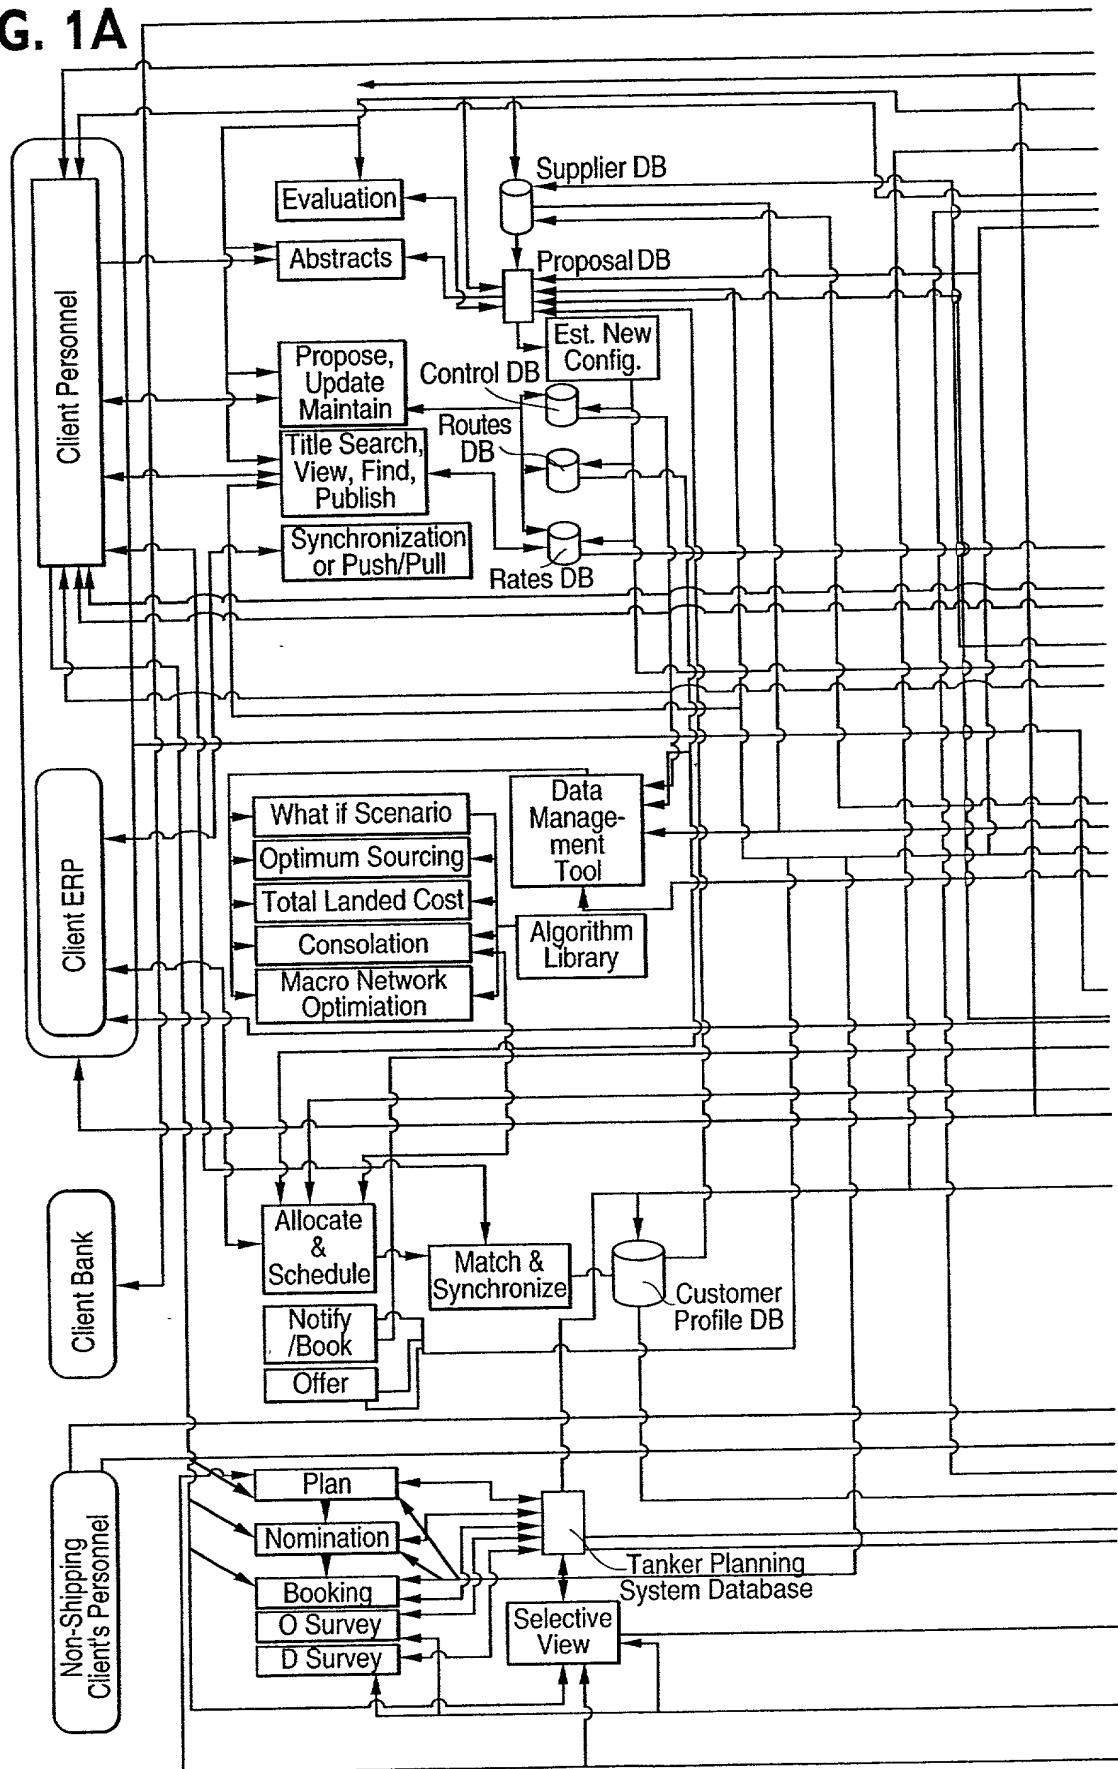 G. 1A
Supplier DB
Evaluation
Abstracts
Proposal DB
Client Personnel
Est. New
Config.
Propose,
Update
Maintain
Control DB
Routes
DB
Title Search,
View, Find,
Publish
Synchronization
or Push/Pull
Rates DB
Client ERP
What if Scenario
Optimum Sourcing
Total Landed Cost
Consolation
Macro Network
Optimiation
Data
Manage-
ment
Tool
Algorithm
Library
Client Bank
Allocate
&
Schedule
Match &
Synchronize
Customer
Profile DB
Notify
/Book
Offer
Non-Shipping
Client's Personnel
Plan
Nomination
Booking
O Survey
D Survey
Tanker Planning
System Database
Selective
View